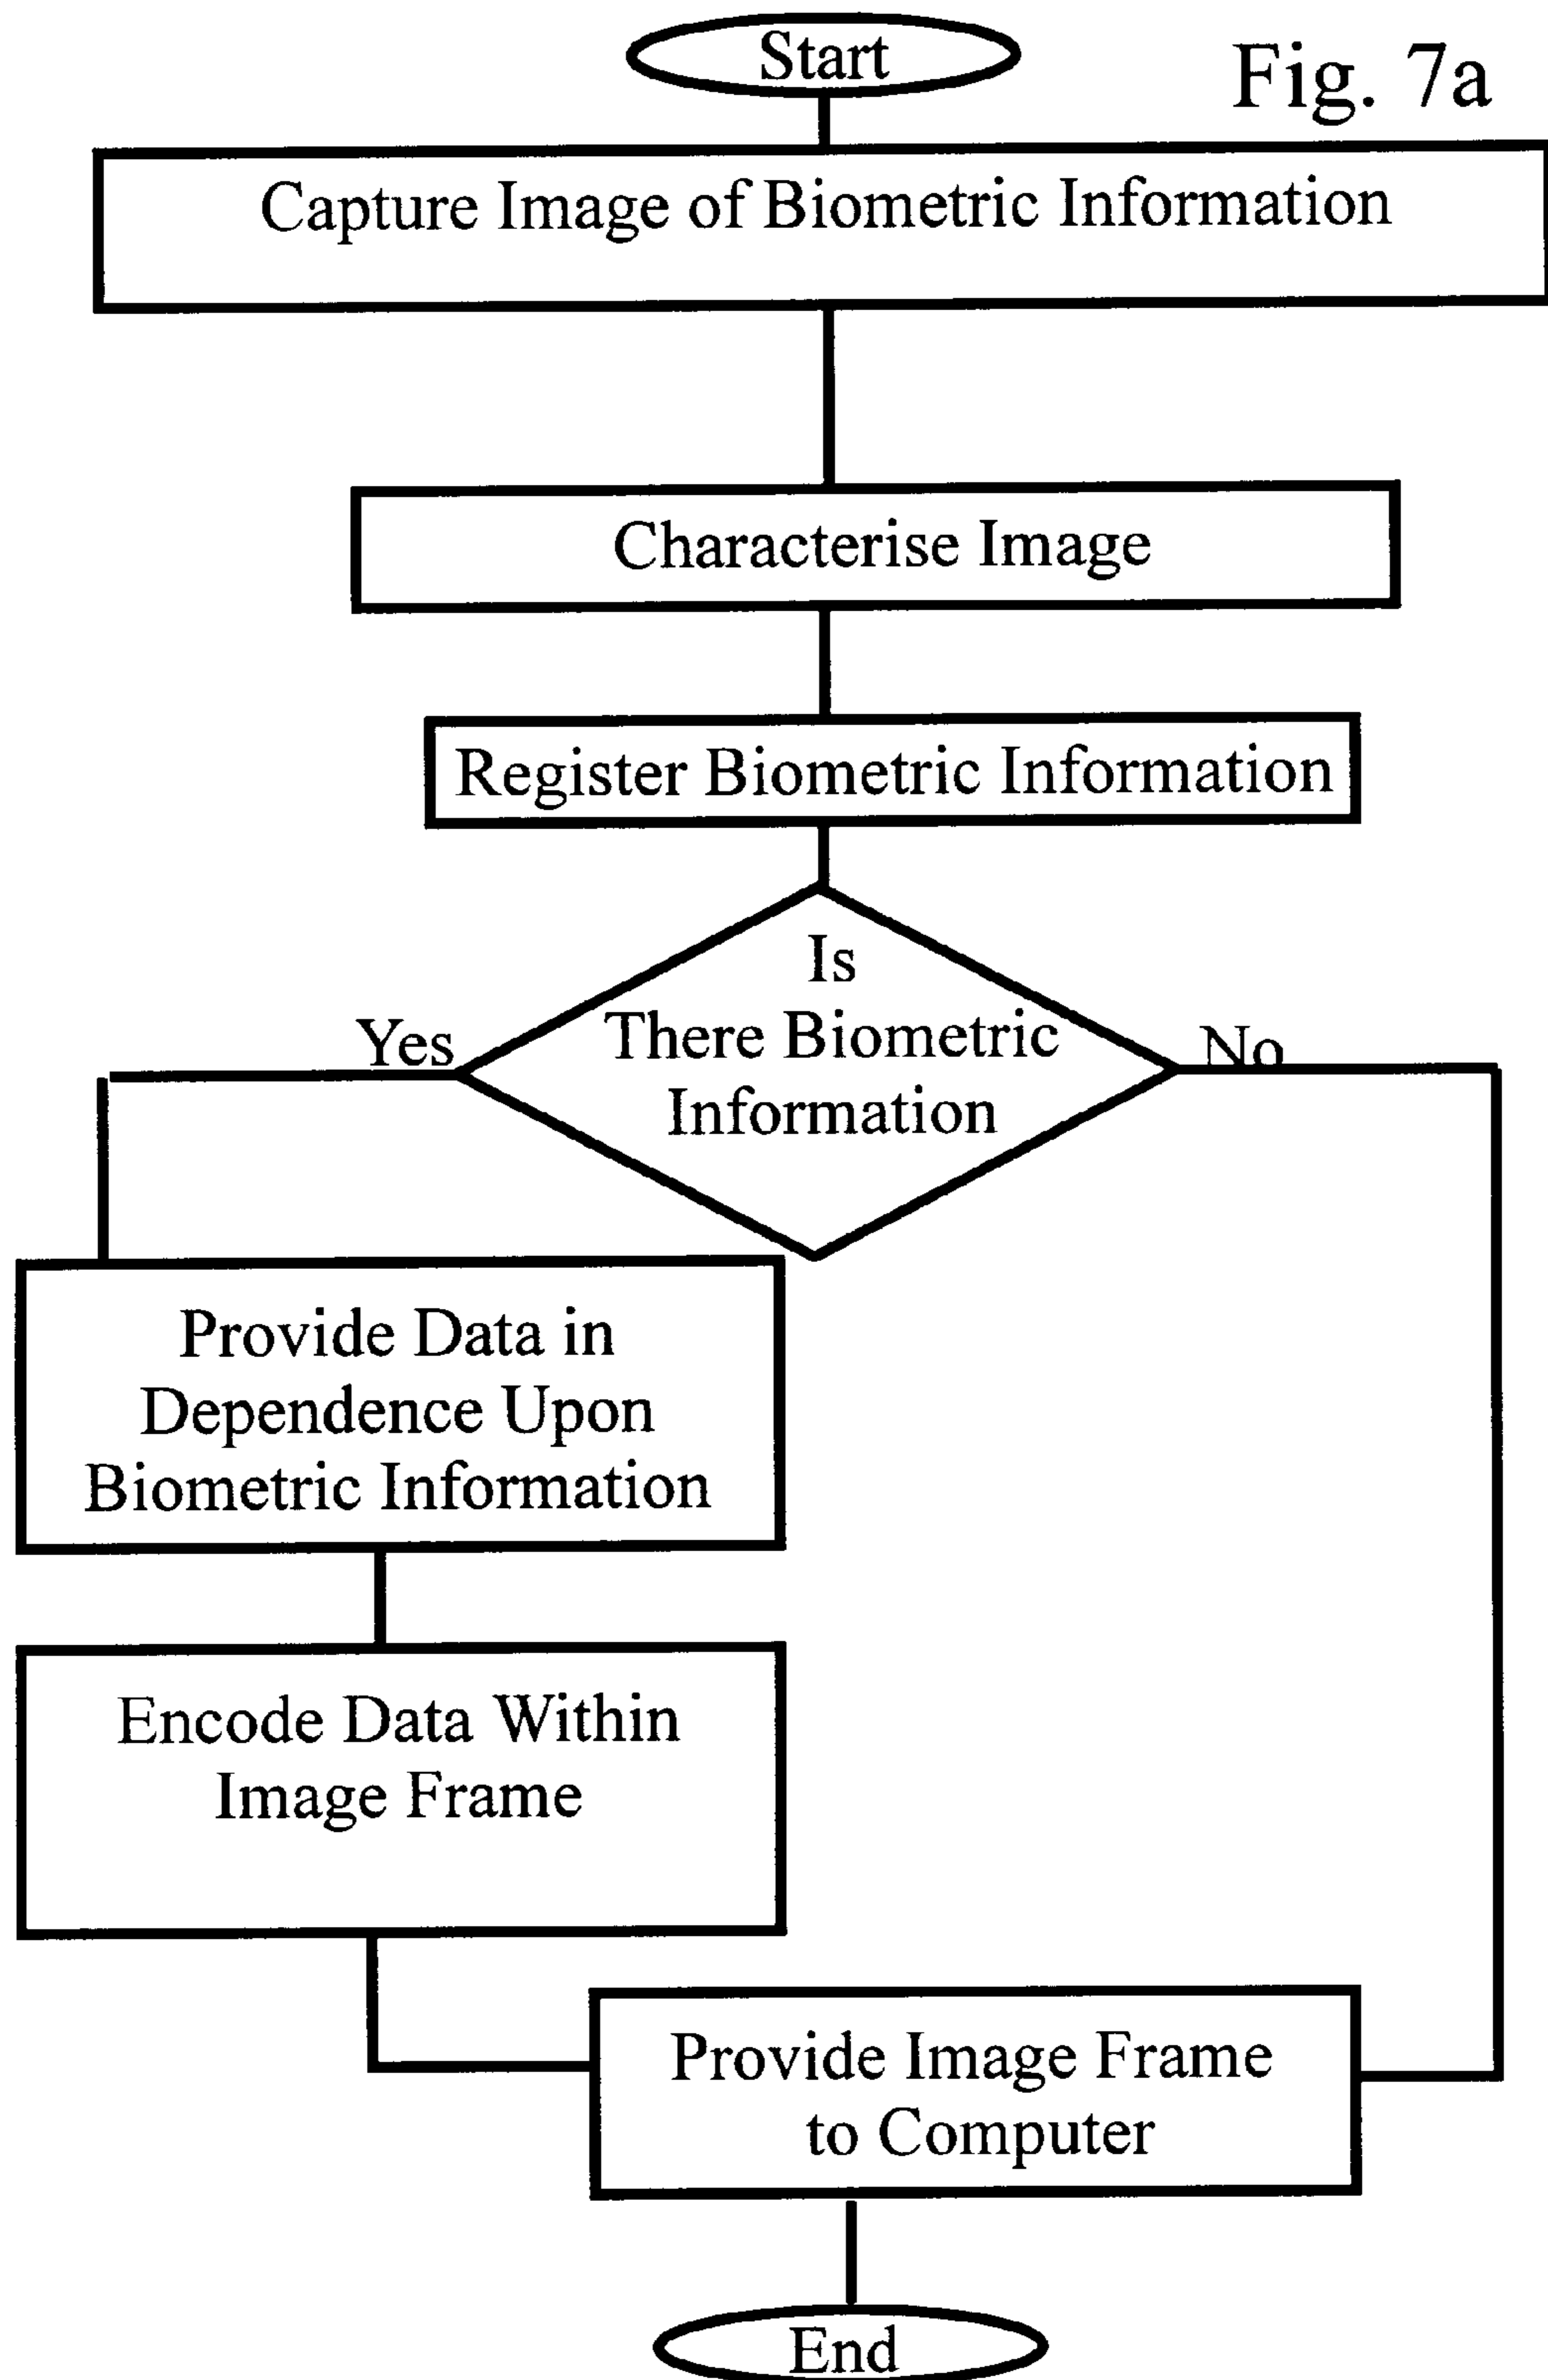 Start
Fig. 7a
Capture Image of Biometric Information
Characterise Image
Register Biometric Information
Is
There Biometric
Information
Yes
No
Provide Data in
Dependence Upon
Biometric Information
Encode Data Within
Image Frame
Provide Image Frame
to Computer
End